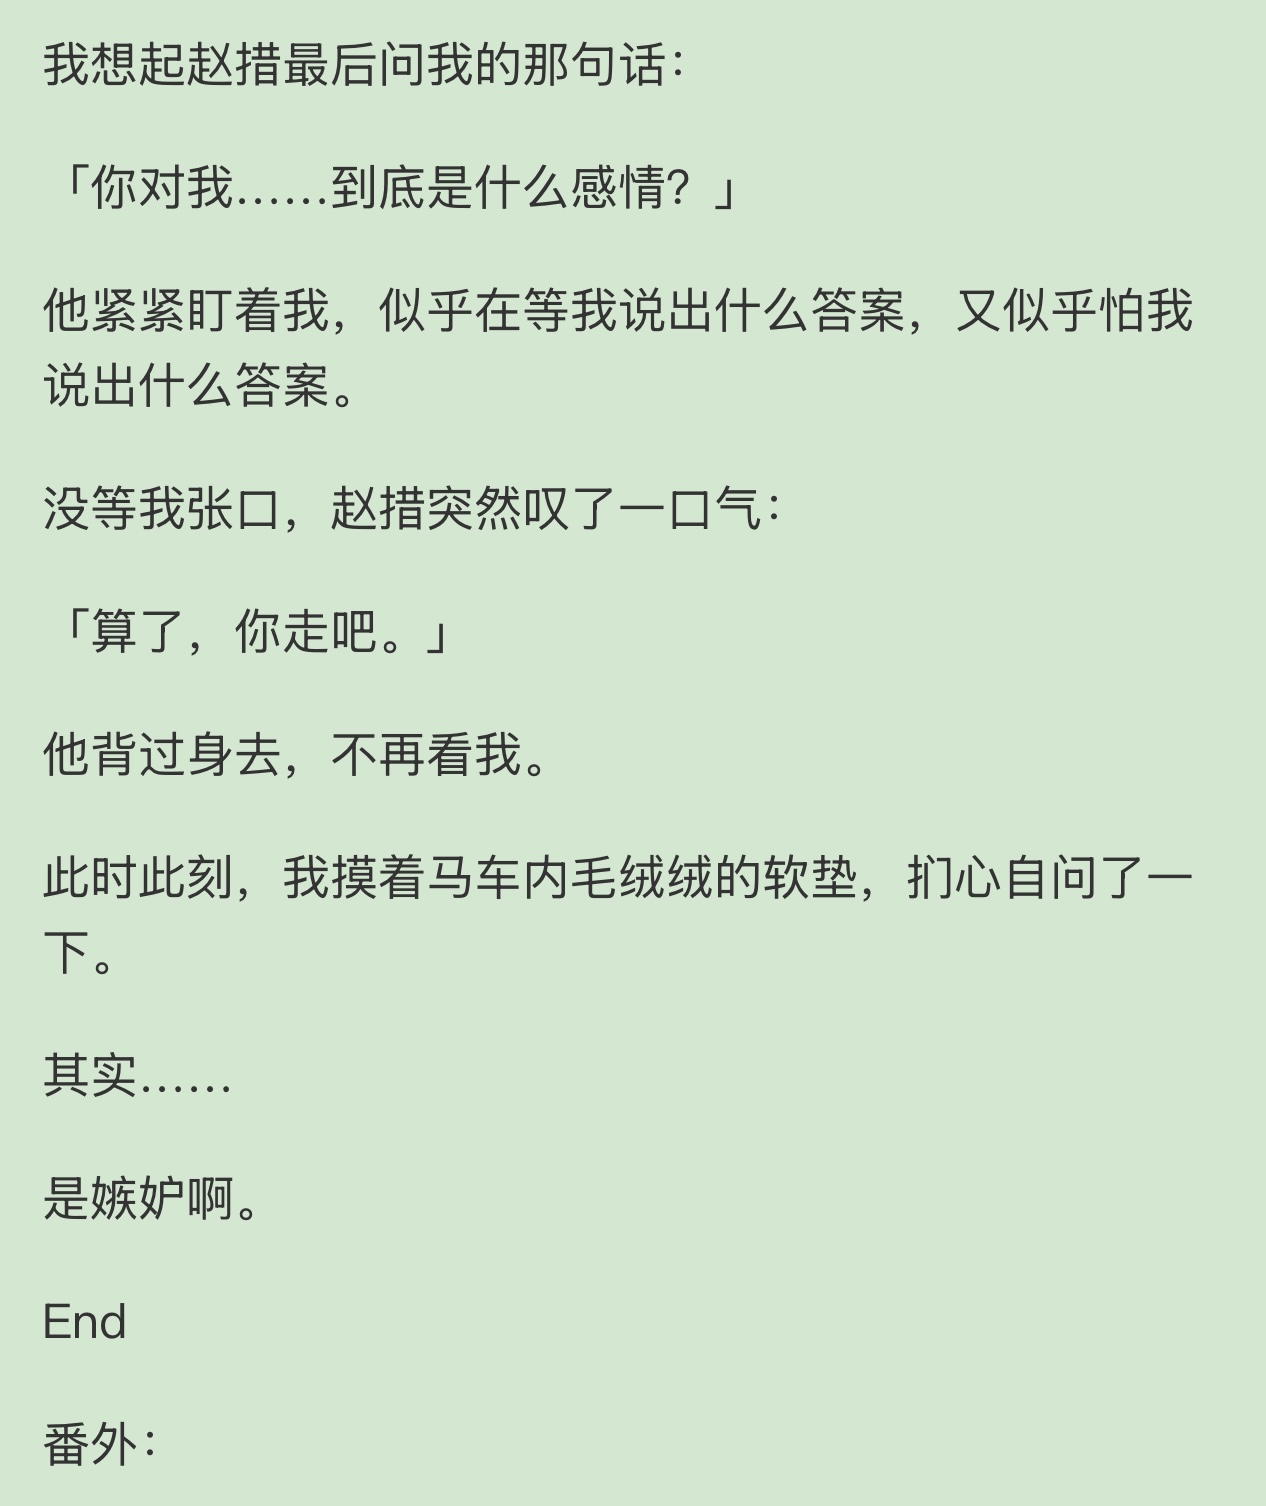 我想起赵措最后问我的那句话：
「你对我……到底是什么感情？」
他紧紧盯着我，似乎在等我说出什么答案，又似乎怕我
说出什么答案。
没等我张口，赵措突然叹了一口气：
「算了，你走吧。」
他背过身去，不再看我。
此时此刻，我摸着马车内毛绒绒的软垫，扪心自问了一
下。
其实……
是嫉妒啊。
End
番外：